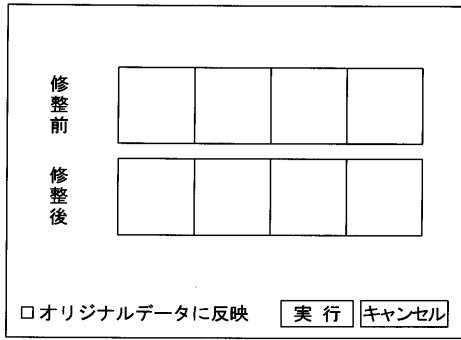 修整前
修整後
□オリジナルデータに反映
実行
キャンセル